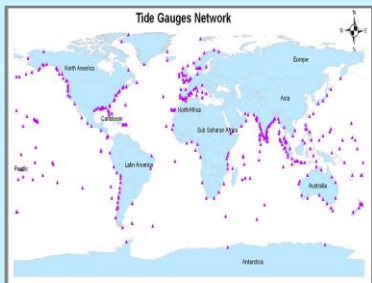 Tide Gauges Network
N
W E
S
North America
Europe
Asia
Caribbean
North Africa
Sub Saharan Africa
Pacific
Latin America
Australia
Antarctica